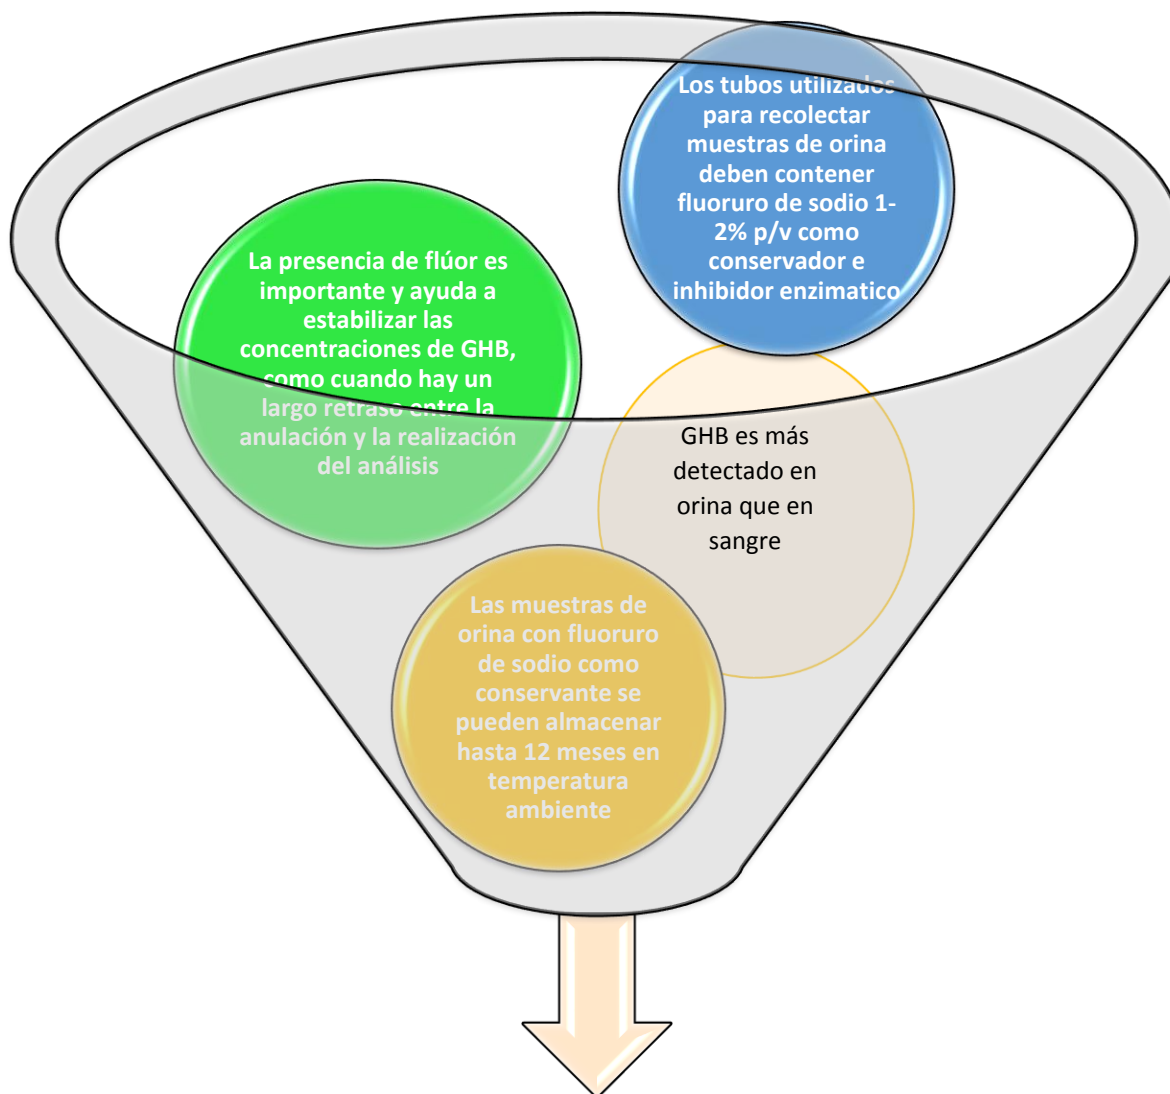 Los tubos utilizados
para recolectar
muestras de orina
deben contener
fluoruro de sodio 1-
2% p/v como
conservador e
inhibidor enzimatico
La presencia de flúor es
importante y ayuda a
estabilizar las
concentraciones de GHB,
como cuando hay un
largo retraso entre la
anulación y la realización
del análisis
GHB es más
detectado en
orina que en
sangre
Las muestras de
orina con fluoruro
de sodio como
conservante se
pueden almacenar
hasta 12 meses en
temperatura
ambiente